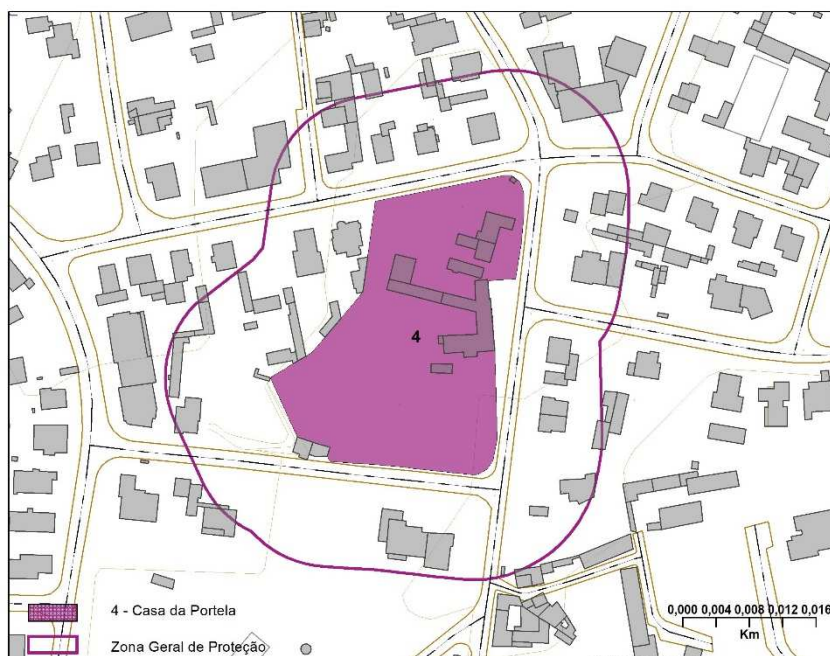 4
4 - Casa da Portela
Zona Geral de Proteção
0,000 0,004 0,008 0,012 0,016
Km